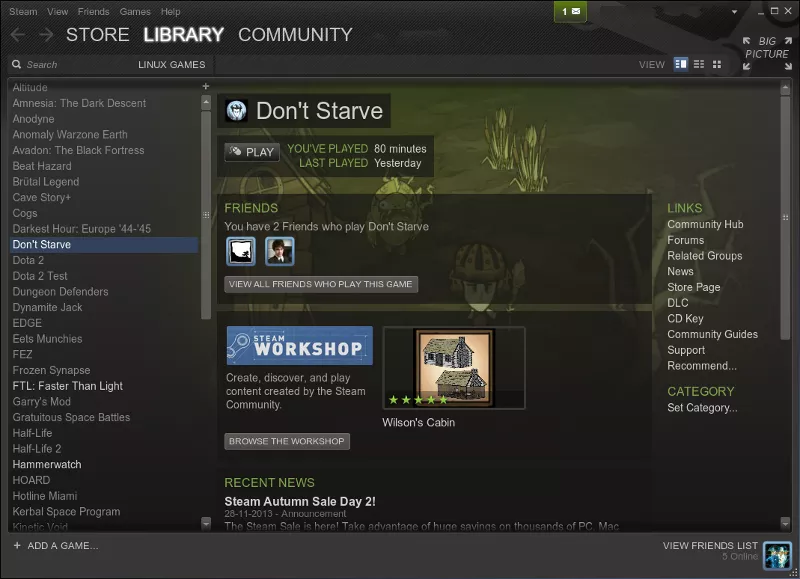 Steam View Friends Games Help
1
STORE LIBRARY COMMUNITY
BIG PICTURE
Search
LINUX GAMES
VIEW
Altitude
Amnesia: The Dark Descent
Anodyne
Anomaly Warzone Earth
Avadon: The Black Fortress
Beat Hazard
Brütal Legend
Cave Story+
Cogs
Darkest Hour: Europe '44-'45
Don't Starve
Dota 2
Dota 2 Test
Dungeon Defenders
Dynamite Jack
EDGE
Eets Munchies
FEZ
Frozen Synapse
FTL: Faster Than Light
Garry's Mod
Gratuitous Space Battles
Half-Life
Half-Life 2
Hammerwatch
HOARD
Hotline Miami
Kerbal Space Program
Kinetic Void
+ ADD A GAME...
Don't Starve
PLAY
YOU'VE PLAYED 80 minutes
LAST PLAYED Yesterday
FRIENDS
You have 2 Friends who play Don't Starve
VIEW ALL FRIENDS WHO PLAY THIS GAME
STEAM WORKSHOP
Create, discover, and play
content created by the Steam
Community.
BROWSE THE WORKSHOP
Wilson's Cabin
RECENT NEWS
Steam Autumn Sale Day 2!
28-11-2013 - Announcement
The Steam Sale is here! Take advantage of huge savings on thousands of PC, Mac
LINKS
Community Hub
Forums
Related Groups
News
Store Page
DLC
CD Key
Community Guides
Support
Recommend...
CATEGORY
Set Category...
VIEW FRIENDS LIST
5 Online